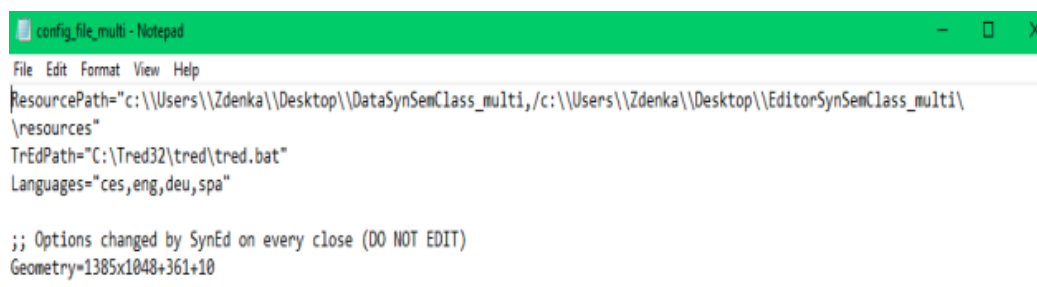 config_file_multi - Notepad
File Edit Format View Help
ResourcePath="c:\\Users\\Zdenka\\Desktop\\DataSynSemClass_multi,/c:\\Users\\Zdenka\\Desktop\\EditorSynSemClass_multi\
\resources"
TrEdPath="C:\Tred32\tred\tred.bat"
Languages="ces,eng,deu,spa"
;; Options changed by SynEd on every close (DO NOT EDIT)
Geometry=1385x1048+361+10